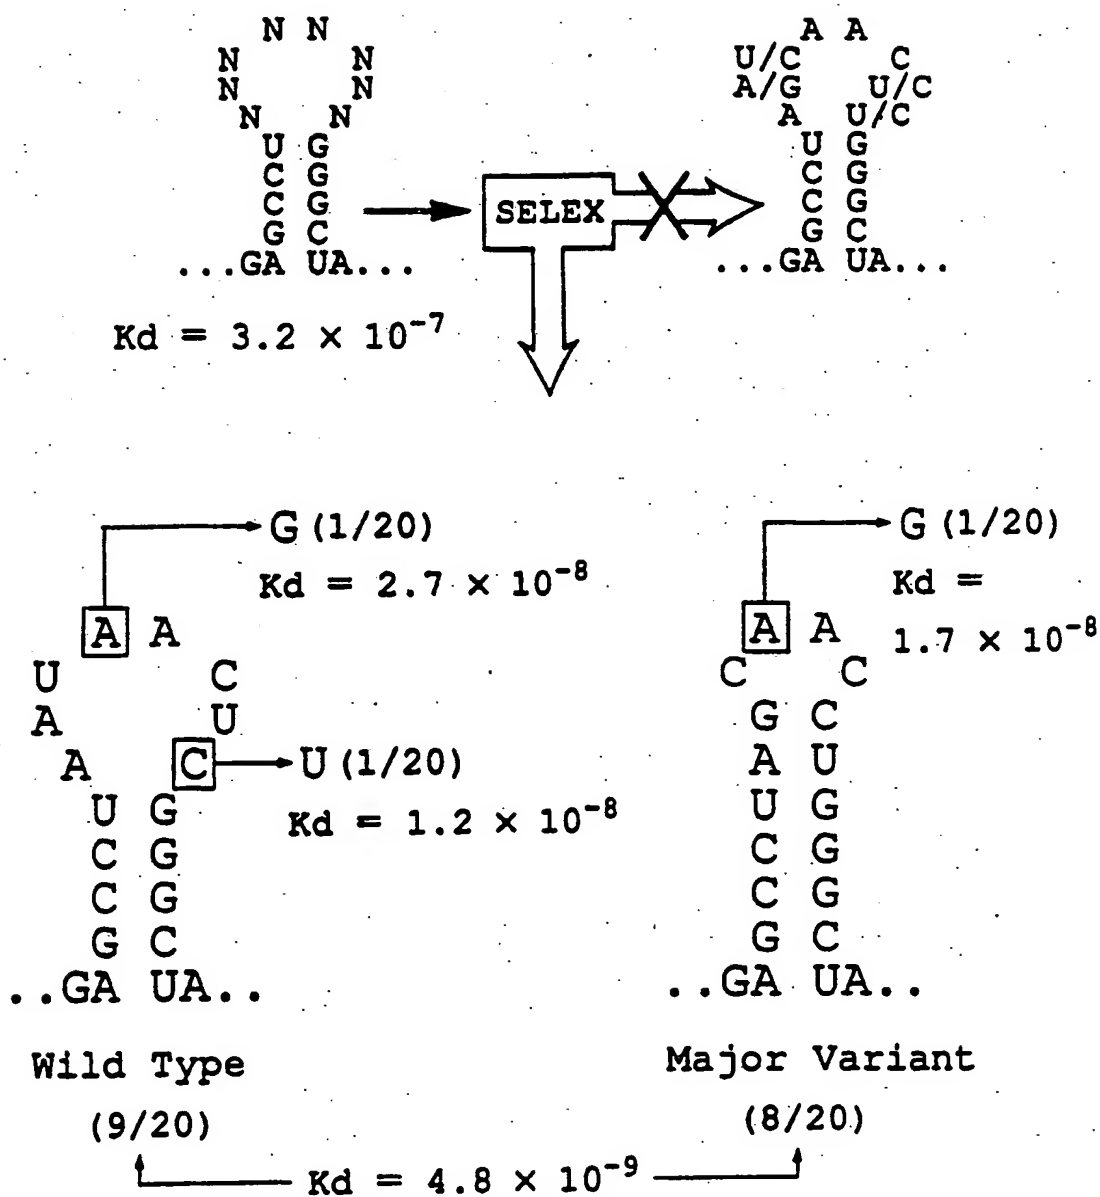 N N
N N
N N
N N
U G
C G
C G
G C
...GA UA...
Kd = 3.2 × 10⁻⁷
SELEX
A A
U/C C
A/G U/C
A U/C
U G
C G
C G
G C
...GA UA...
G (1/20)
Kd = 2.7 × 10⁻⁸
A A
U C
A U
A C
U (1/20)
Kd = 1.2 × 10⁻⁸
U G
C G
C G
G C
..GA UA..
Wild Type
(9/20)
G (1/20)
Kd =
1.7 × 10⁻⁸
A A
C C
G C
A U
U G
C G
C G
G C
..GA UA..
Major Variant
(8/20)
Kd = 4.8 × 10⁻⁹